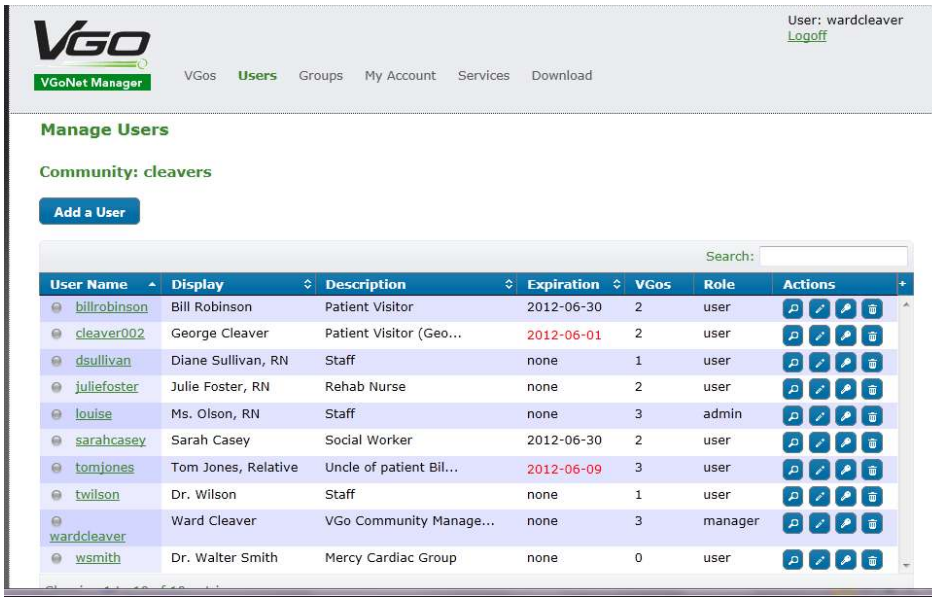 User: wardcleaver
Logoff
VGO
VGoNet Manager
VGos Users Groups My Account Services Download
Manage Users
Community: cleavers
Add a User
Search:
User Name Display Description Expiration VGos Role Actions +
billrobinson Bill Robinson Patient Visitor 2012-06-30 2 user
cleaver002 George Cleaver Patient Visitor (Geo... 2012-06-01 2 user
dsullivan Diane Sullivan, RN Staff none 1 user
juliefoster Julie Foster, RN Rehab Nurse none 2 user
louise Ms. Olson, RN Staff none 3 admin
sarahcasey Sarah Casey Social Worker 2012-06-30 2 user
tomjones Tom Jones, Relative Uncle of patient Bil... 2012-06-09 3 user
twilson Dr. Wilson Staff none 1 user
wardcleaver Ward Cleaver VGo Community Manage... none 3 manager
wsmith Dr. Walter Smith Mercy Cardiac Group none 0 user